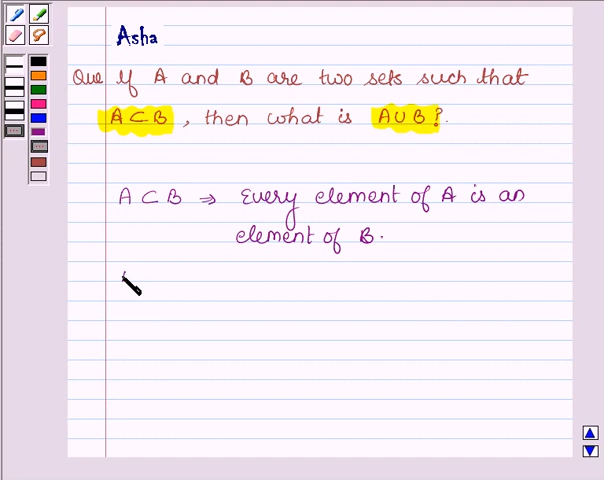 Asha
Que If A and B are two sets such that
A ⊂ B, then what is A ∪ B?
A ⊂ B ⇒ Every element of A is an
element of B.